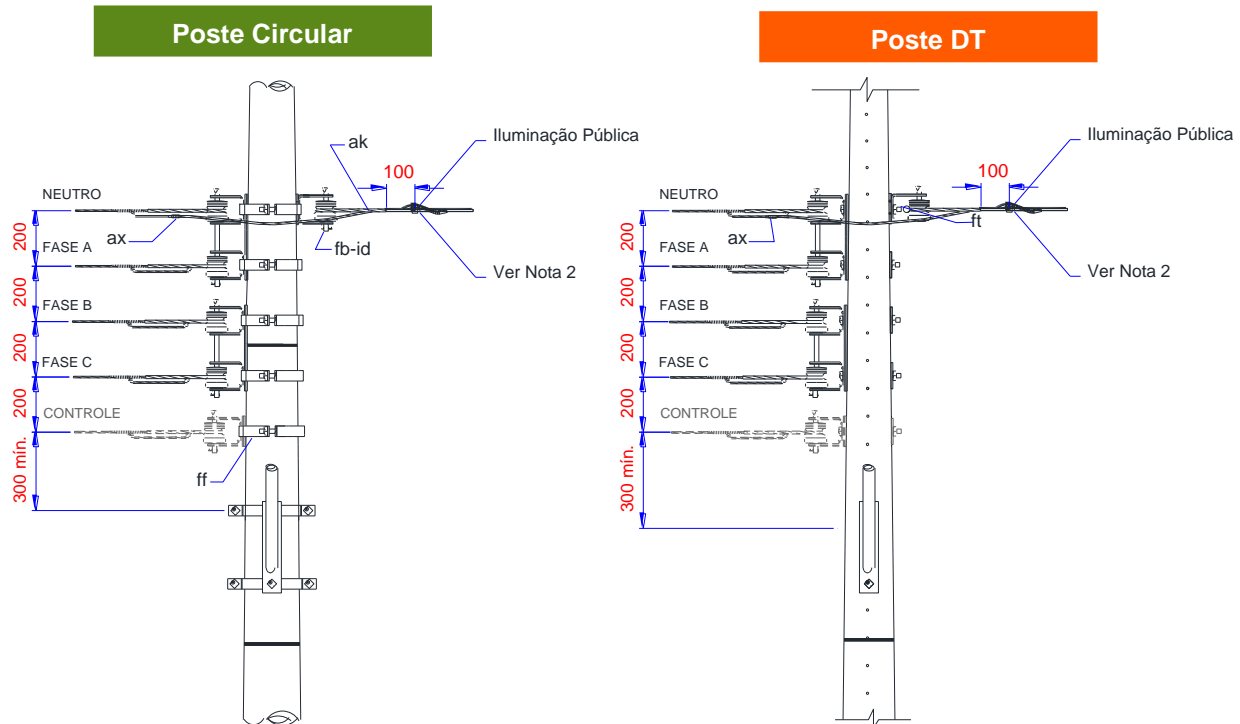 Poste Circular
Poste DT
ak
Iluminação Pública
100
NEUTRO
200
ax
FASE A
fb-id
Ver Nota 2
200
FASE B
200
FASE C
200
CONTROLE
300 mín.
ff
Iluminação Pública
100
NEUTRO
200
ax
ft
FASE A
Ver Nota 2
200
FASE B
200
FASE C
200
CONTROLE
300 mín.